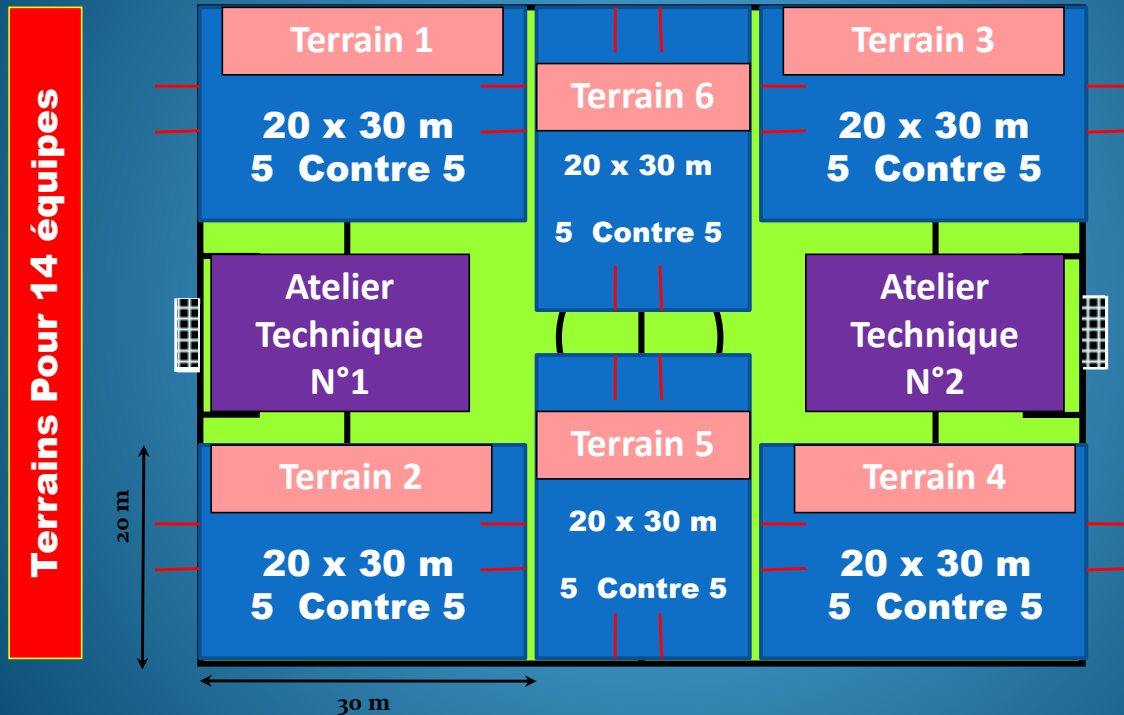 Terrains Pour 14 équipes
Terrain 1
20 x 30 m
5 Contre 5
Terrain 6
20 x 30 m
5 Contre 5
Terrain 3
20 x 30 m
5 Contre 5
Atelier
Technique
N°1
Atelier
Technique
N°2
Terrain 2
20 x 30 m
5 Contre 5
Terrain 5
20 x 30 m
5 Contre 5
Terrain 4
20 x 30 m
5 Contre 5
20 m
30 m